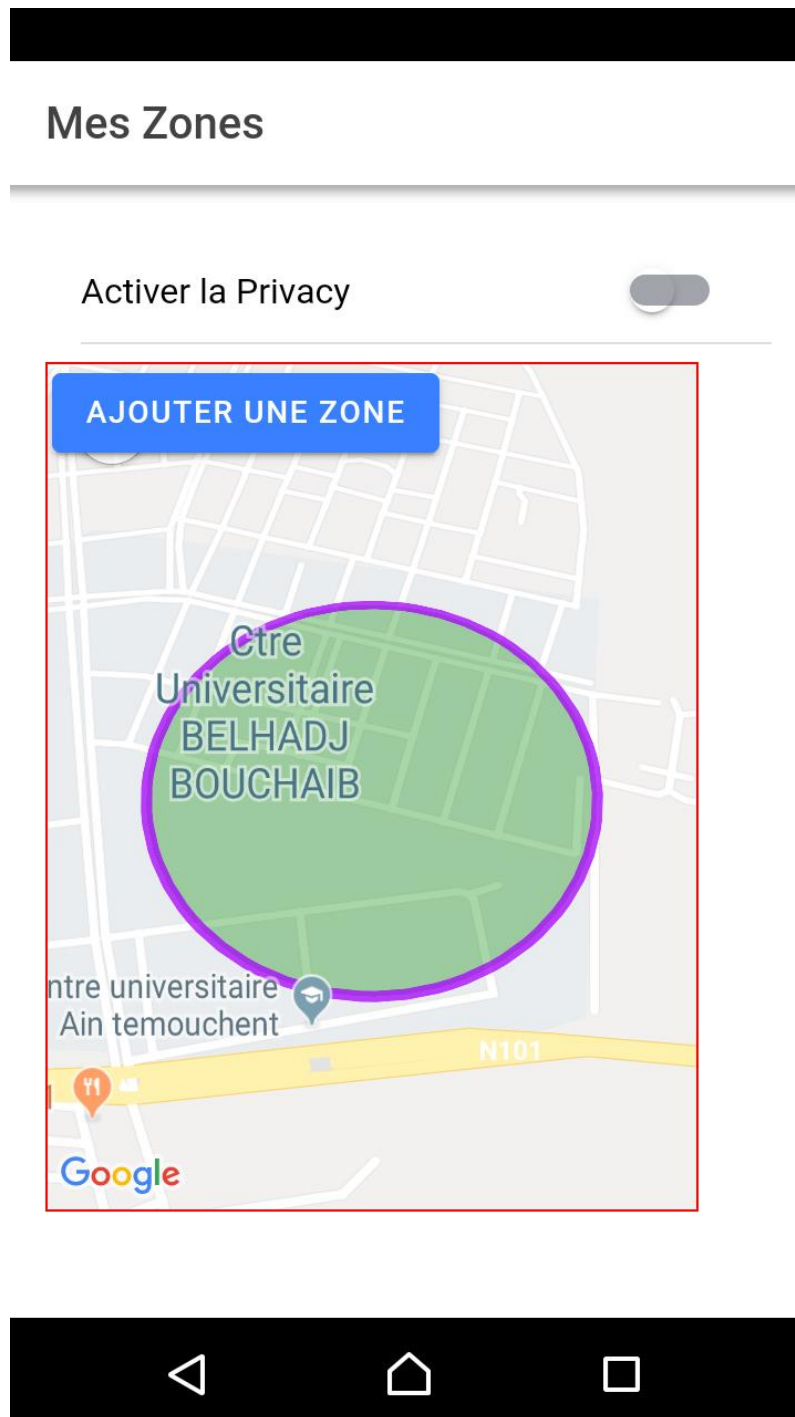 Mes Zones
Activer la Privacy
AJOUTER UNE ZONE
Ctre
Universitaire
BELHADJ
BOUCHAIB
ntre universitaire
Ain temouchent
N101
Google